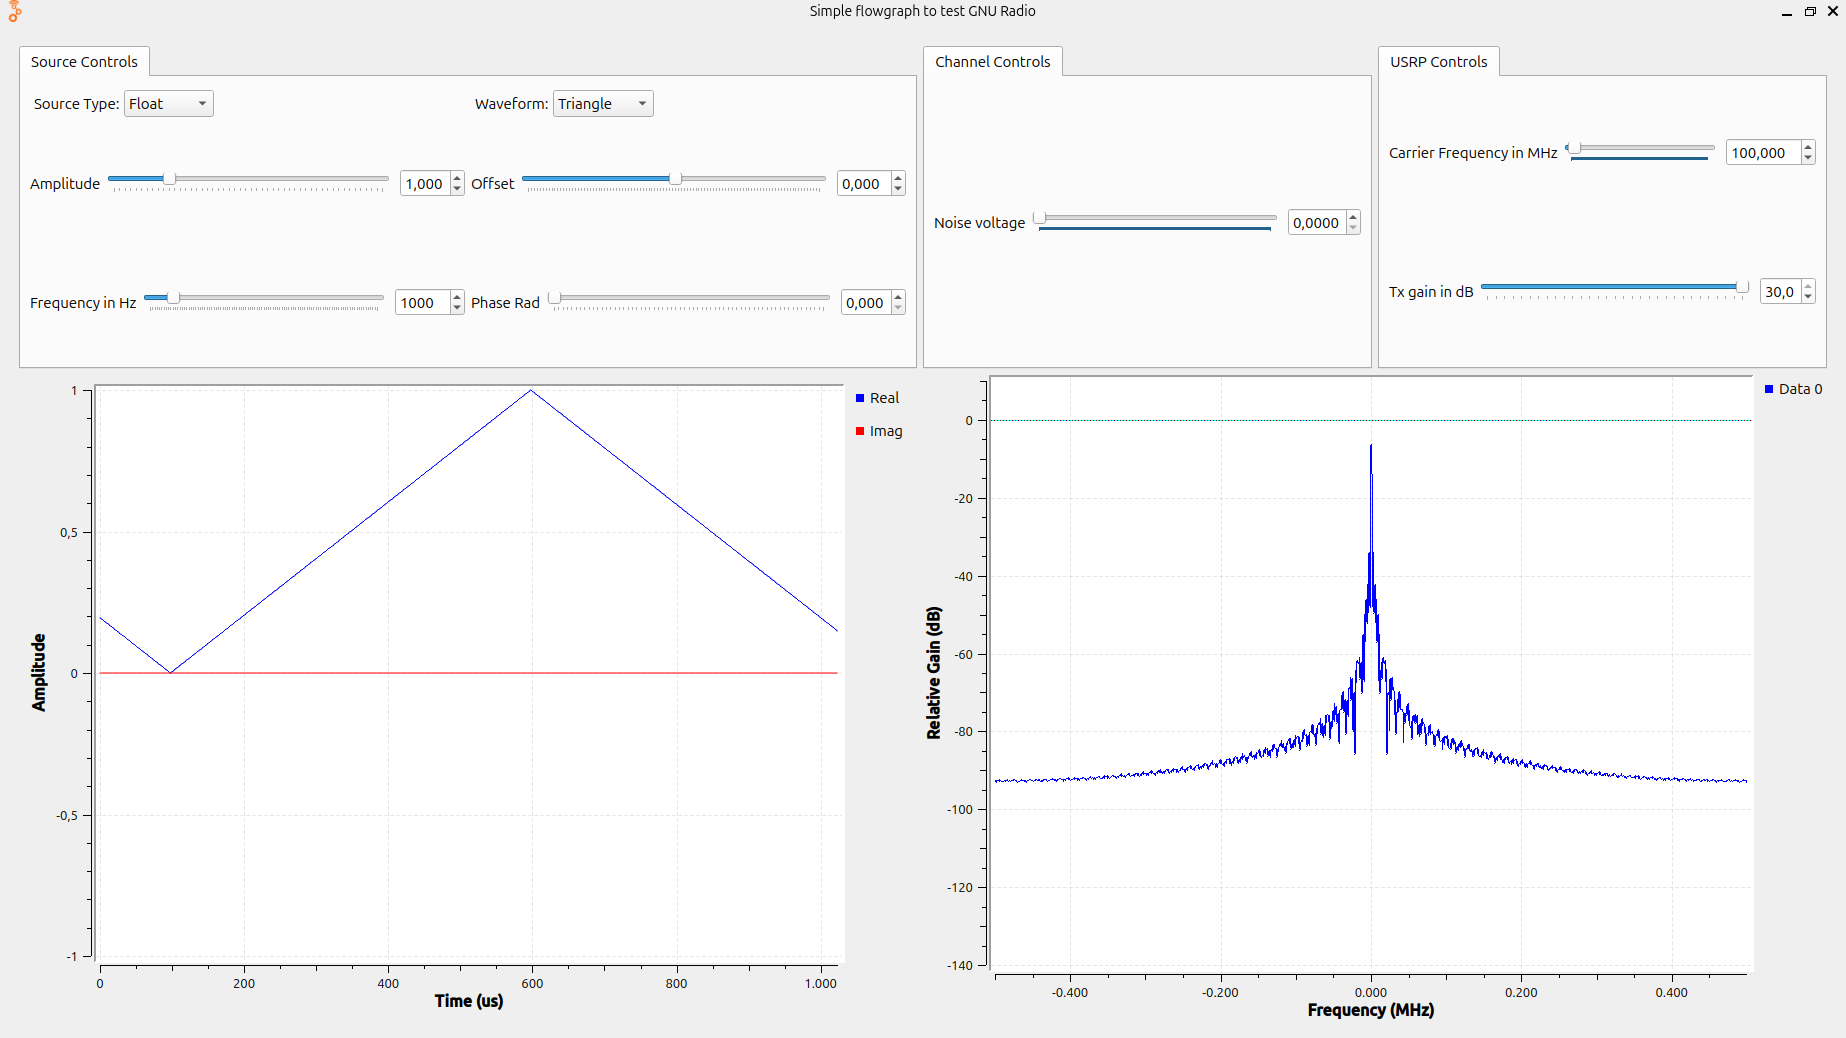 Simple flowgraph to test GNU Radio
Source Controls
Source Type: Float
Waveform: Triangle
Amplitude 1,000
Offset 0,000
Frequency in Hz 1000
Phase Rad 0,000
Channel Controls
Noise voltage 0,0000
USRP Controls
Carrier Frequency in MHz 100,000
Tx gain in dB 30,0
Amplitude
1
0,5
0
-0,5
-1
0 200 400 600 800 1.000
Time (us)
Real
Imag
Relative Gain (dB)
0
-20
-40
-60
-80
-100
-120
-140
-0.400 -0.200 0.000 0.200 0.400
Frequency (MHz)
Data 0